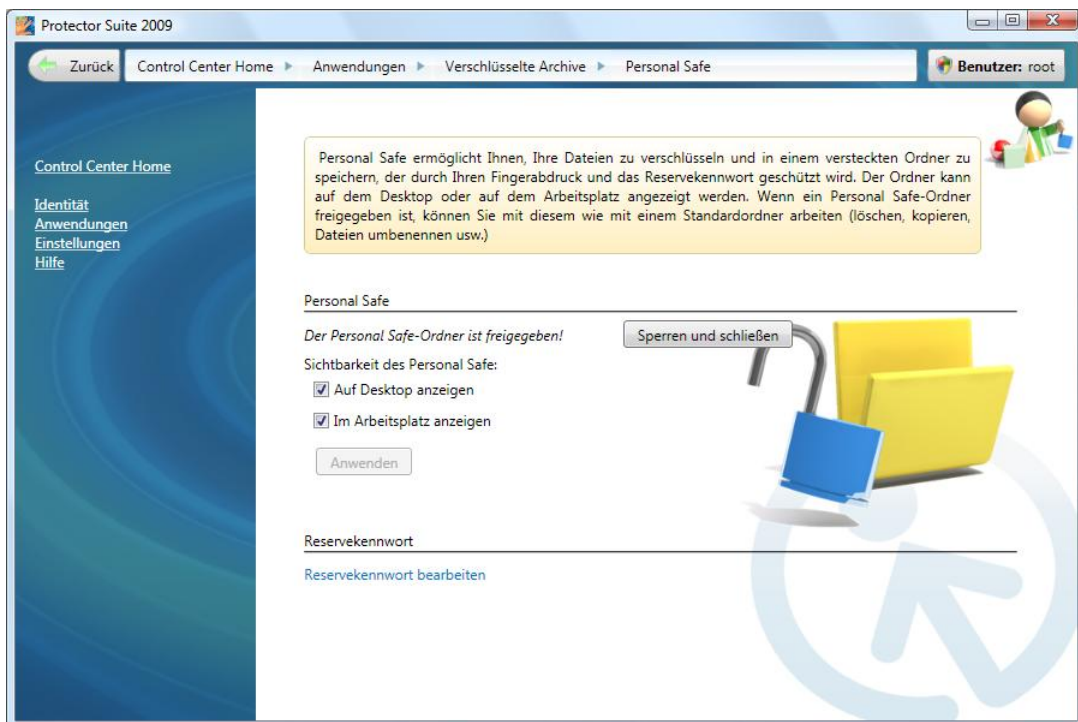 Protector Suite 2009
Zurück
Control Center Home
Anwendungen
Verschlüsselte Archive
Personal Safe
Benutzer: root
Control Center Home
Identität
Anwendungen
Einstellungen
Hilfe
Personal Safe ermöglicht Ihnen, Ihre Dateien zu verschlüsseln und in einem versteckten Ordner zu
speichern, der durch Ihren Fingerabdruck und das Reservekennwort geschützt wird. Der Ordner kann
auf dem Desktop oder auf dem Arbeitsplatz angezeigt werden. Wenn ein Personal Safe-Ordner
freigegeben ist, können Sie mit diesem wie mit einem Standardordner arbeiten (löschen, kopieren,
Dateien umbenennen usw.)
Personal Safe
Der Personal Safe-Ordner ist freigegeben!
Sperren und schließen
Sichtbarkeit des Personal Safe:
Auf Desktop anzeigen
Im Arbeitsplatz anzeigen
Anwenden
Reservekennwort
Reservekennwort bearbeiten